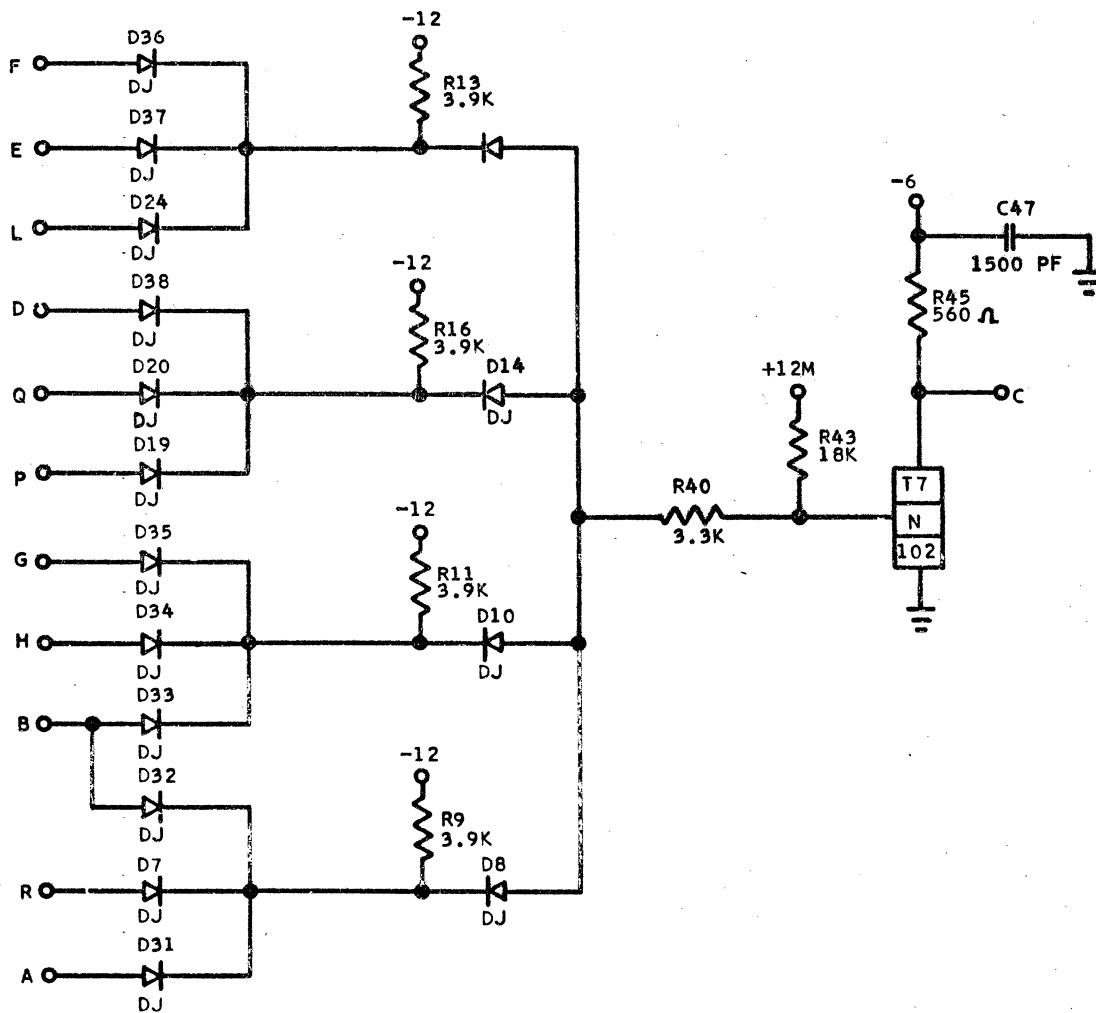 D36
F
DJ
D37
E
DJ
D24
L
DJ
-12
R13
3.9K
D38
D
DJ
D20
Q
DJ
D19
P
DJ
-12
R16
3.9K
D14
DJ
D35
G
DJ
D34
H
DJ
D33
B
DJ
-12
R11
3.9K
D10
DJ
D32
DJ
D7
R
DJ
D31
A
DJ
-12
R9
3.9K
D8
DJ
R40
3.3K
+12M
R43
18K
-6
C47
1500 PF
R45
560 Ω
C
T7
N
102